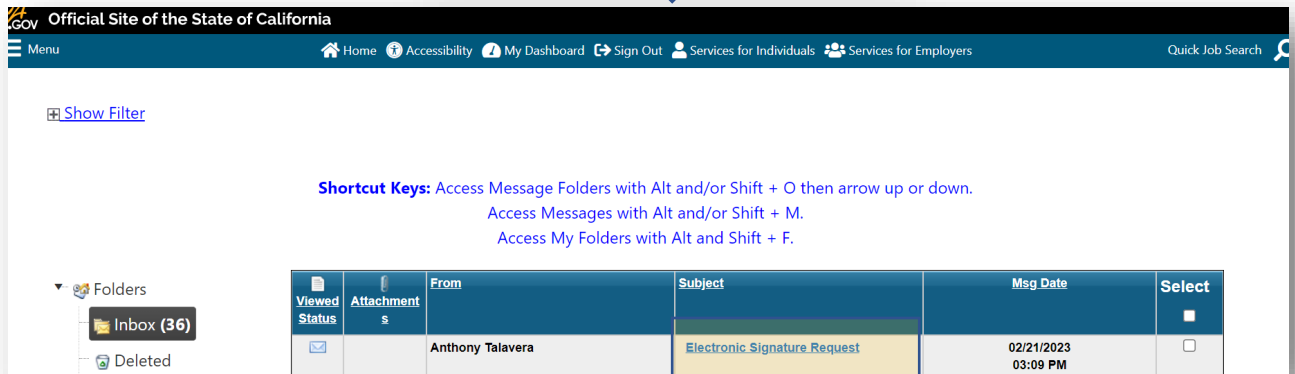 .GOV Official Site of the State of California
Menu Home Accessibility My Dashboard Sign Out Services for Individuals Services for Employers Quick Job Search
Show Filter
Shortcut Keys: Access Message Folders with Alt and/or Shift + O then arrow up or down.
Access Messages with Alt and/or Shift + M.
Access My Folders with Alt and Shift + F.
Folders
Inbox (36)
Deleted
Viewed Status
Attachments
From
Subject
Msg Date
Select
Anthony Talavera
Electronic Signature Request
02/21/2023
03:09 PM